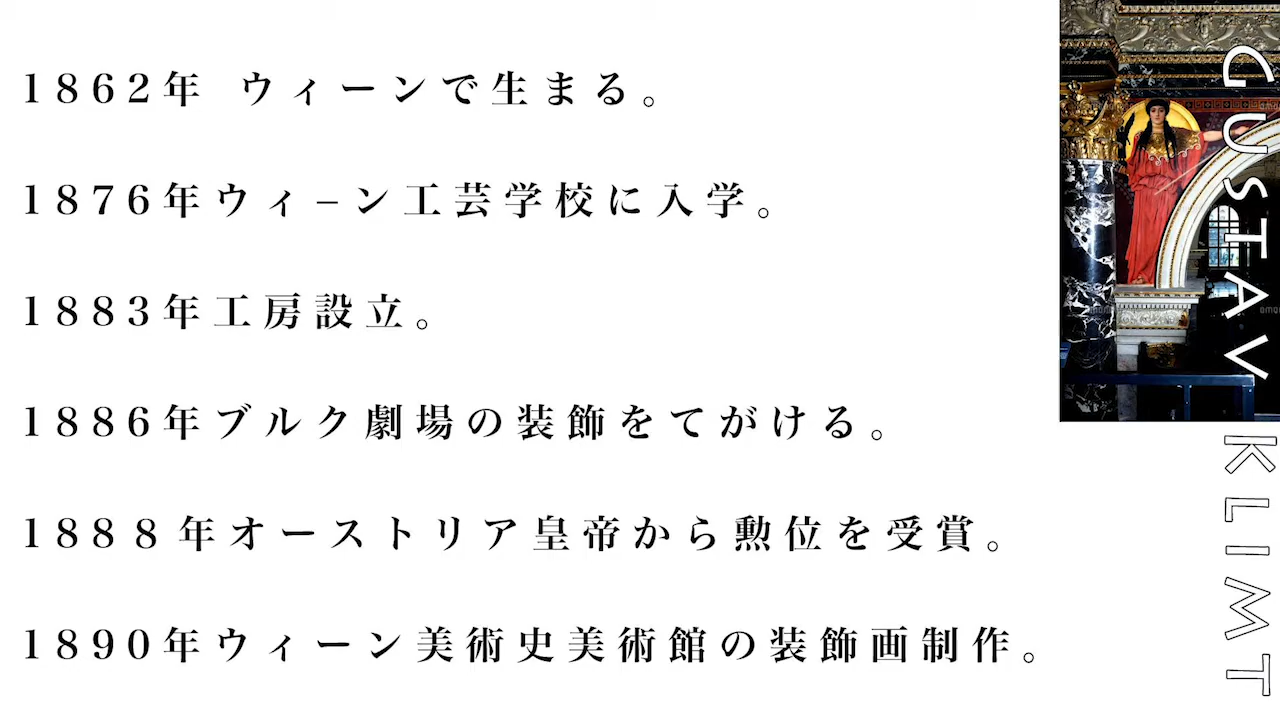 1862年 ウィーンで生まる。
1876年ウィ–ン工芸学校に入学。
1883年工房設立。
1886年ブルク劇場の装飾をてがける。
1888年オーストリア皇帝から勲位を受賞。
1890年ウィーン美術史美術館の装飾画制作。
GUSTAV KLIMT